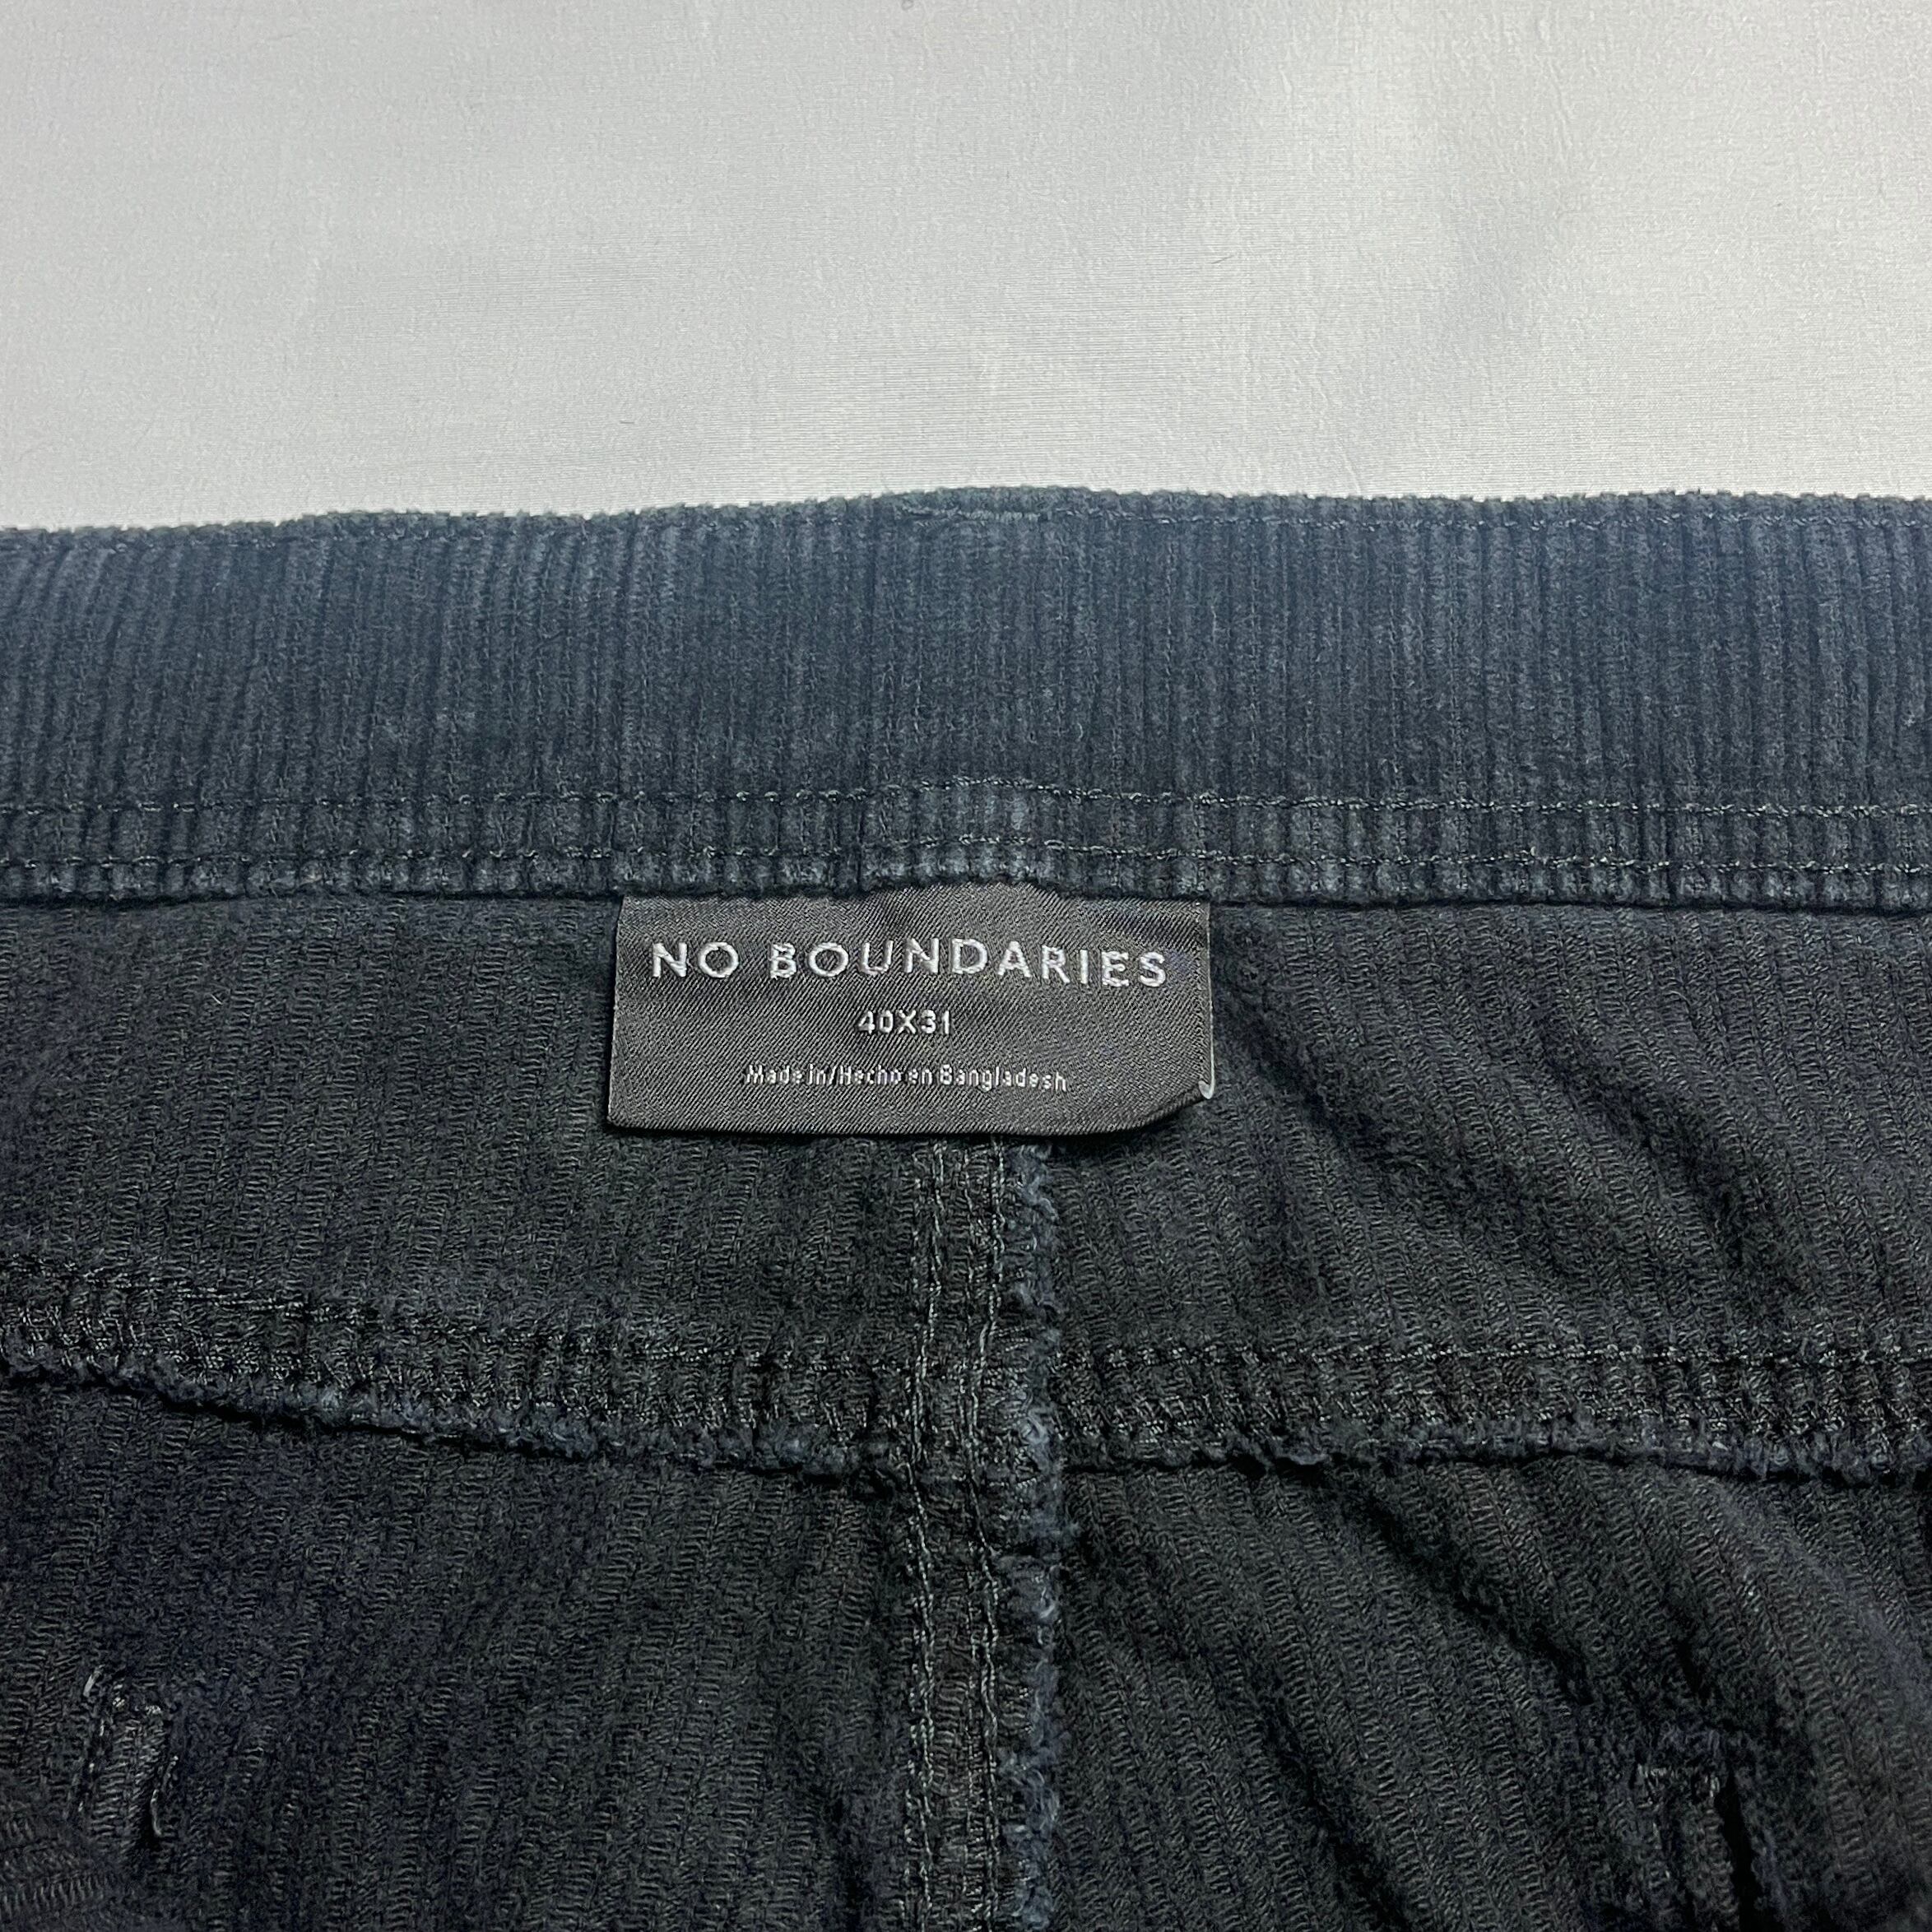 NO BOUNDARIES
40X31
Made in/Hecho en Bangladesh